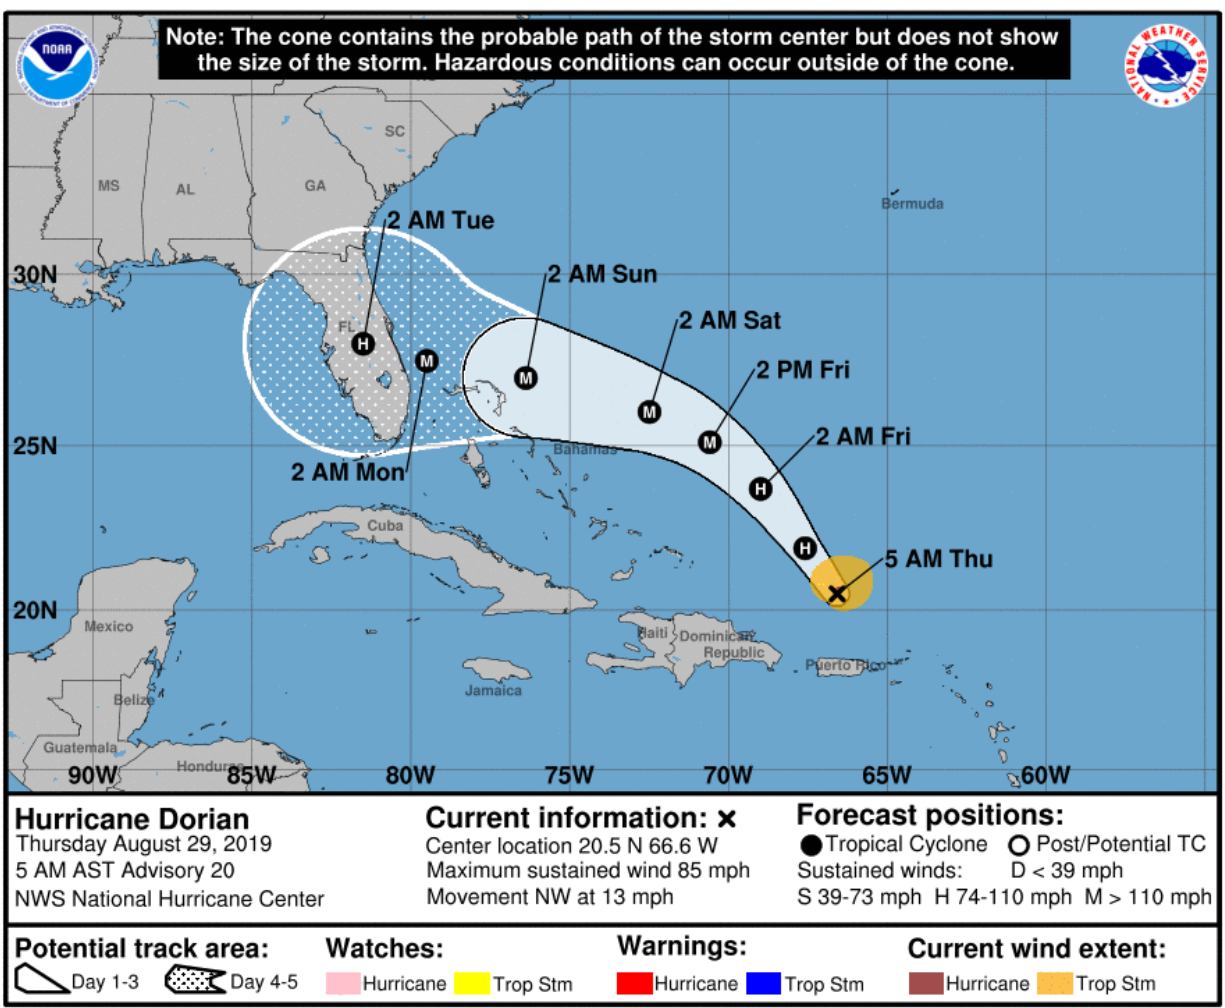 Note: The cone contains the probable path of the storm center but does not show
the size of the storm. Hazardous conditions can occur outside of the cone.
NOAA
NATIONAL WEATHER SERVICE
SC
MS
AL
GA
Bermuda
2 AM Tue
30N
2 AM Sun
FL
H
2 AM Sat
M
M
2 PM Fri
M
M
2 AM Fri
25N
Bahamas
2 AM Mon
H
Cuba
H
5 AM Thu
20N
Mexico
Haiti
Dominican
Republic
Puerto Rico
Jamaica
Belize
Guatemala
Honduras
90W
85W
80W
75W
70W
65W
60W
Hurricane Dorian
Thursday August 29, 2019
5 AM AST Advisory 20
NWS National Hurricane Center
Current information: ×
Center location 20.5 N 66.6 W
Maximum sustained wind 85 mph
Movement NW at 13 mph
Forecast positions:
Tropical Cyclone
Post/Potential TC
Sustained winds: D < 39 mph
S 39-73 mph H 74-110 mph M > 110 mph
Potential track area:
Day 1-3
Day 4-5
Watches:
Hurricane
Trop Stm
Warnings:
Hurricane
Trop Stm
Current wind extent:
Hurricane
Trop Stm